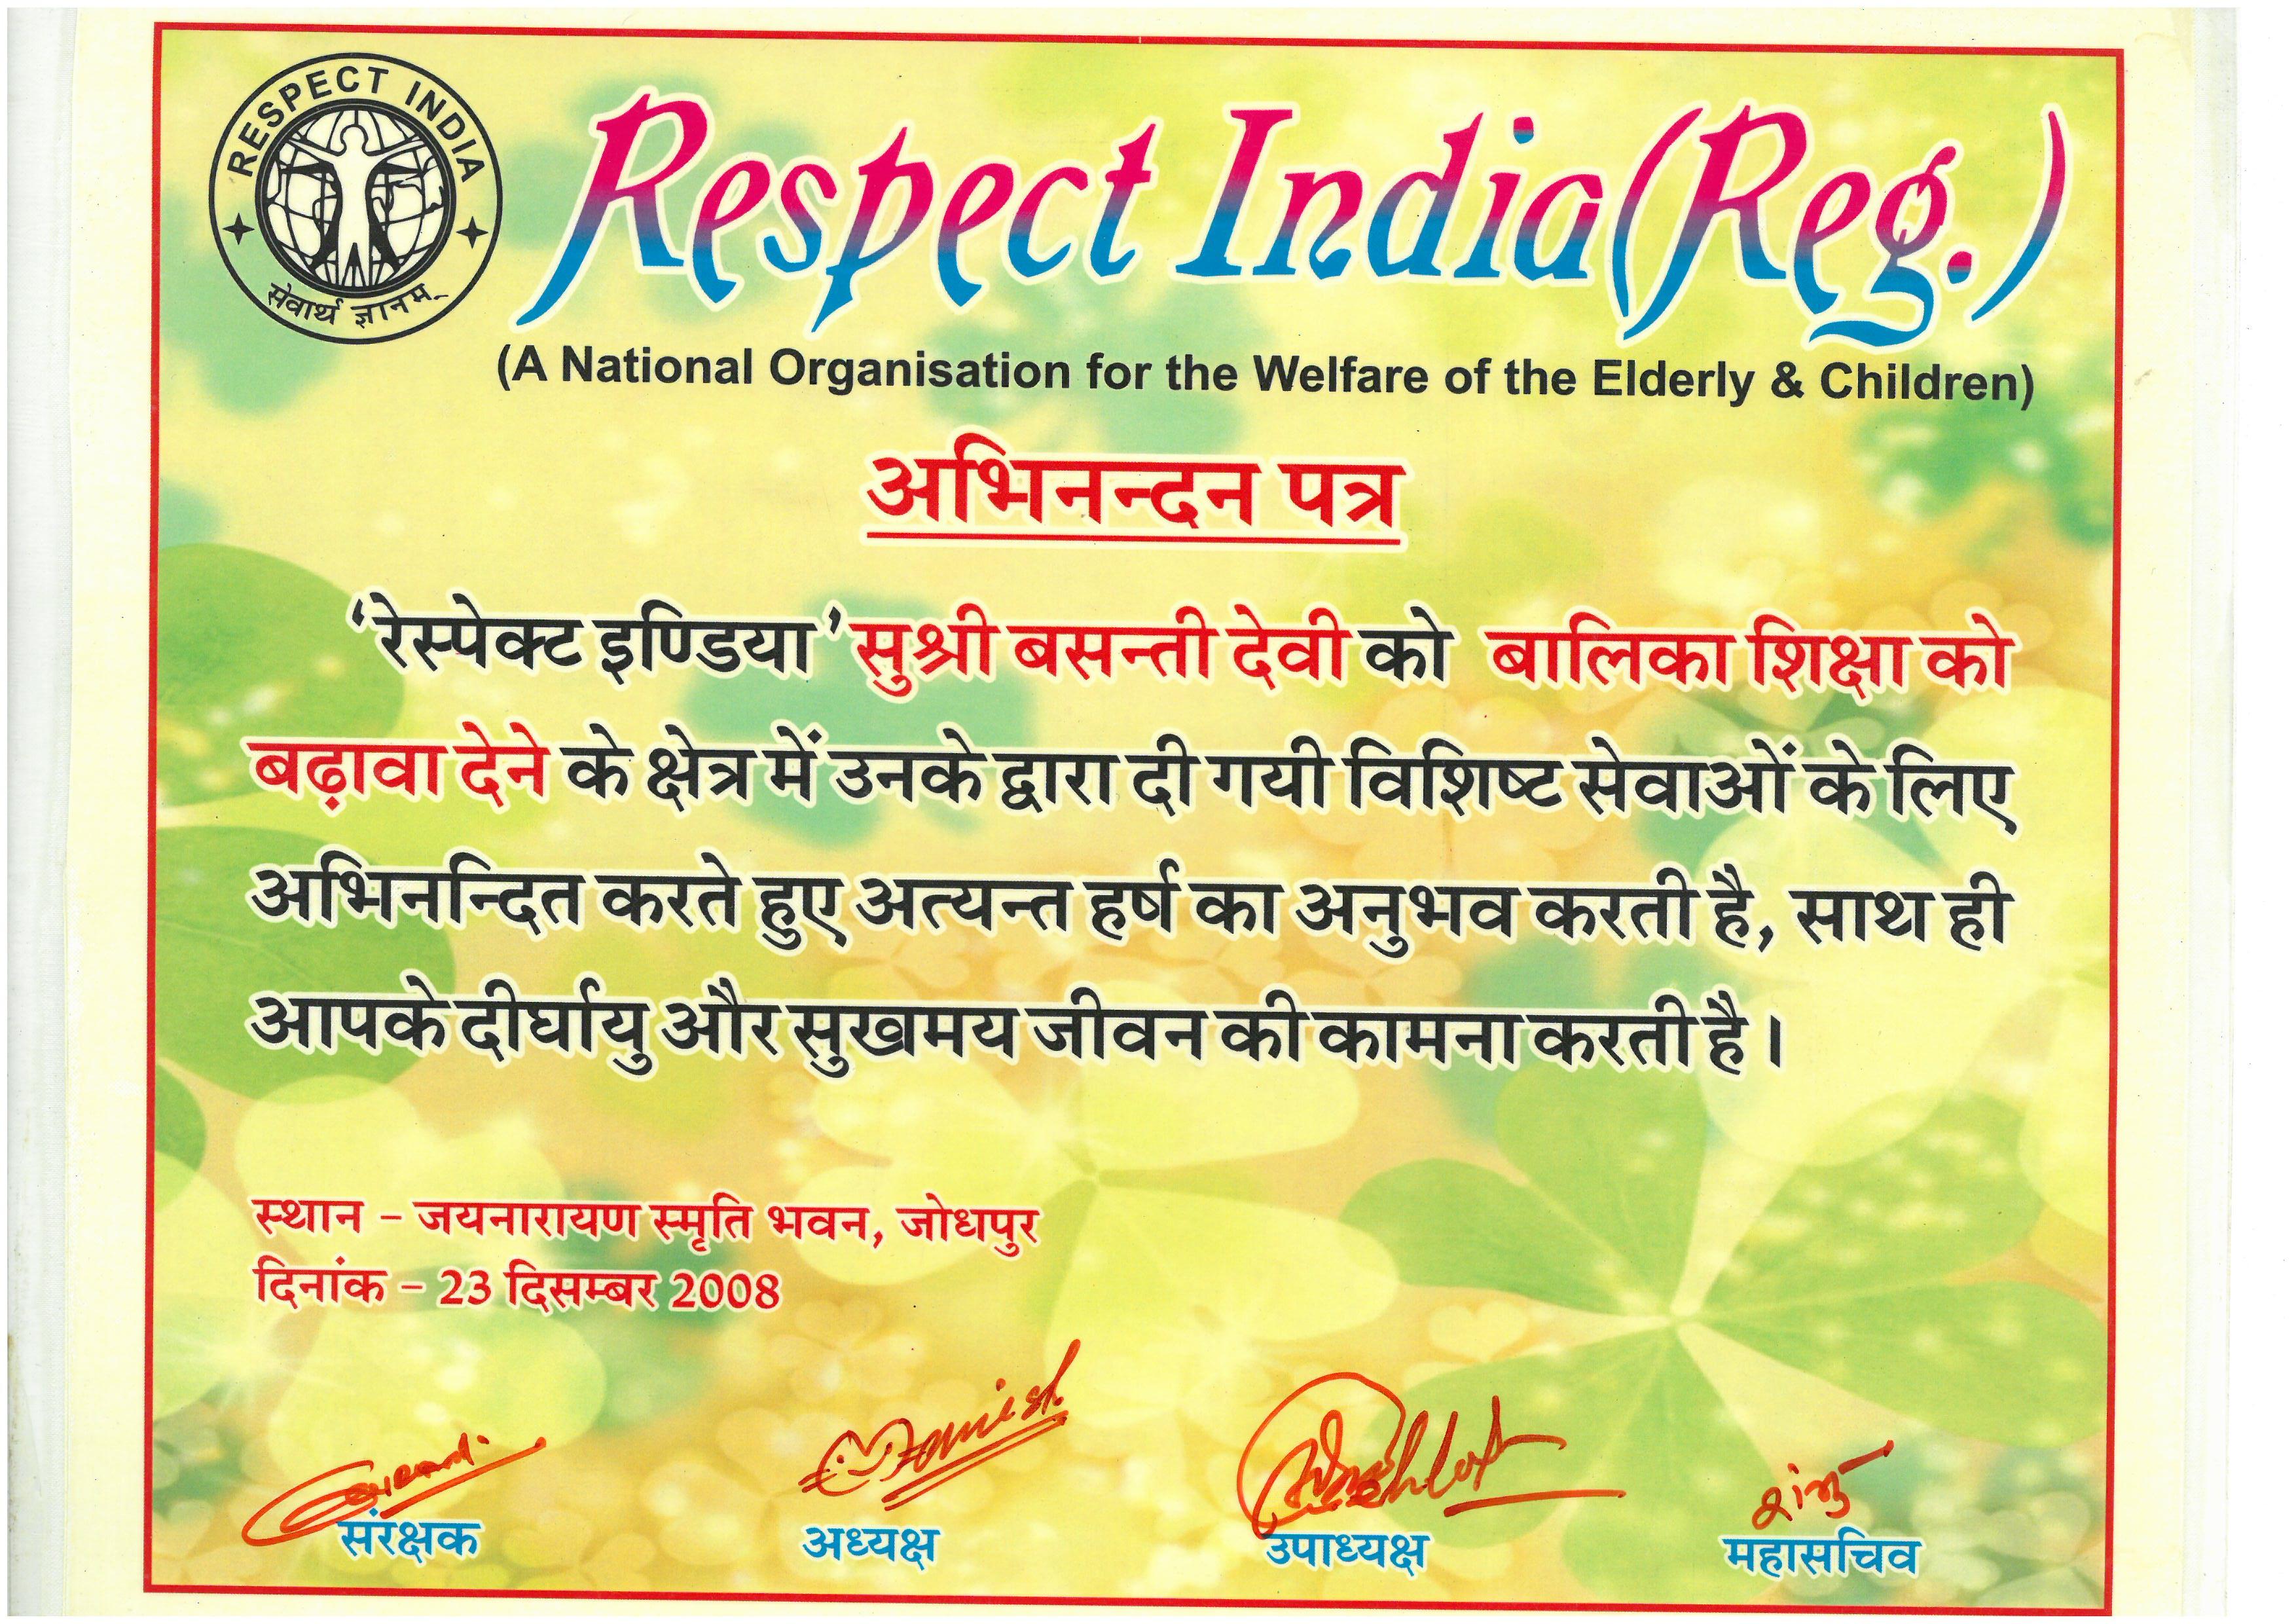 RESPECT INDIA
सेवार्थ ज्ञानम्
Respect India (Reg.)
(A National Organisation for the Welfare of the Elderly & Children)
अभिनन्दन पत्र
‘रेस्पेक्ट इण्डिया’ सुश्री बसन्ती देवी को बालिका शिक्षा को
बढ़ावा देने के क्षेत्र में उनके द्वारा दी गयी विशिष्ट सेवाओं के लिए
अभिनन्दित करते हुए अत्यन्त हर्ष का अनुभव करती है, साथ ही
आपके दीर्घायु और सुखमय जीवन की कामना करती है।
स्थान - जयनारायण स्मृति भवन, जोधपुर
दिनांक - 23 दिसम्बर 2008
संरक्षक अध्यक्ष उपाध्यक्ष महासचिव